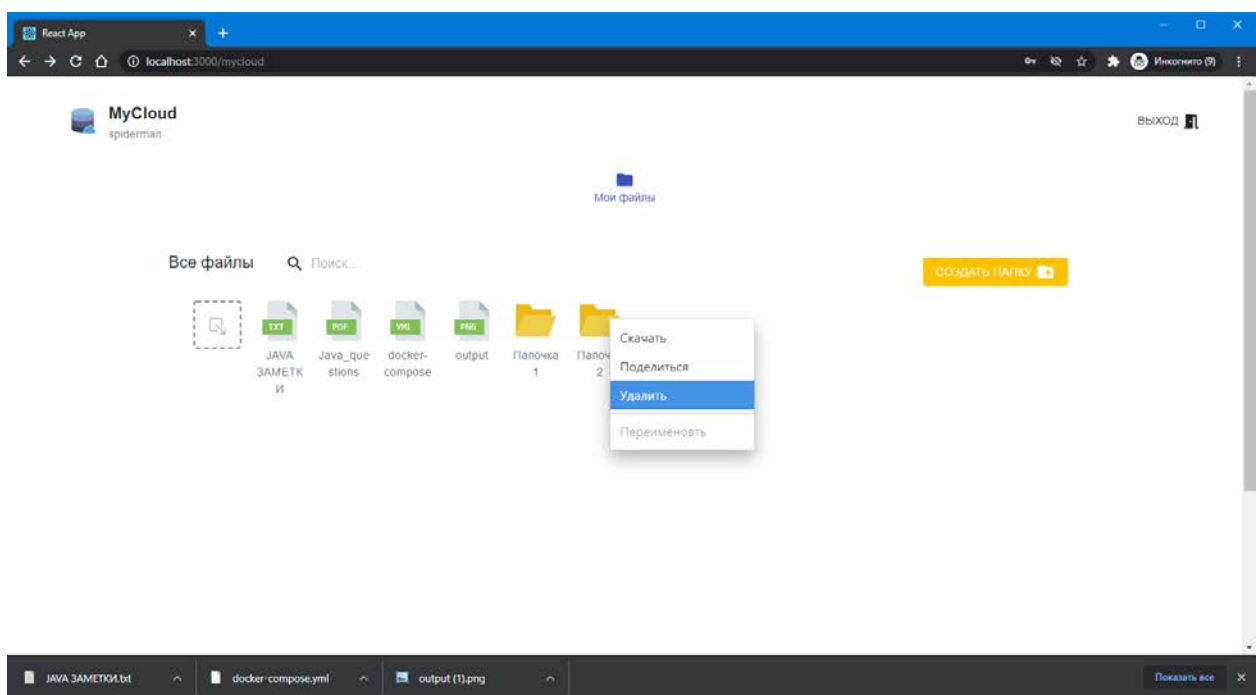 React App
localhost:3000/mycloud
Инкогнито (9)
MyCloud
spiderman
ВЫХОД
Мои файлы
Все файлы
Поиск...
СОЗДАТЬ ПАПКУ
TXT
PDF
YML
PNG
JAVA
ЗАМЕТК
И
Java_que
stions
docker-
compose
output
Папочка
1
Папоч
2
Скачать
Поделиться
Удалить
Переименовть
JAVA ЗАМЕТКИ.txt
docker-compose.yml
output (1).png
Показать все